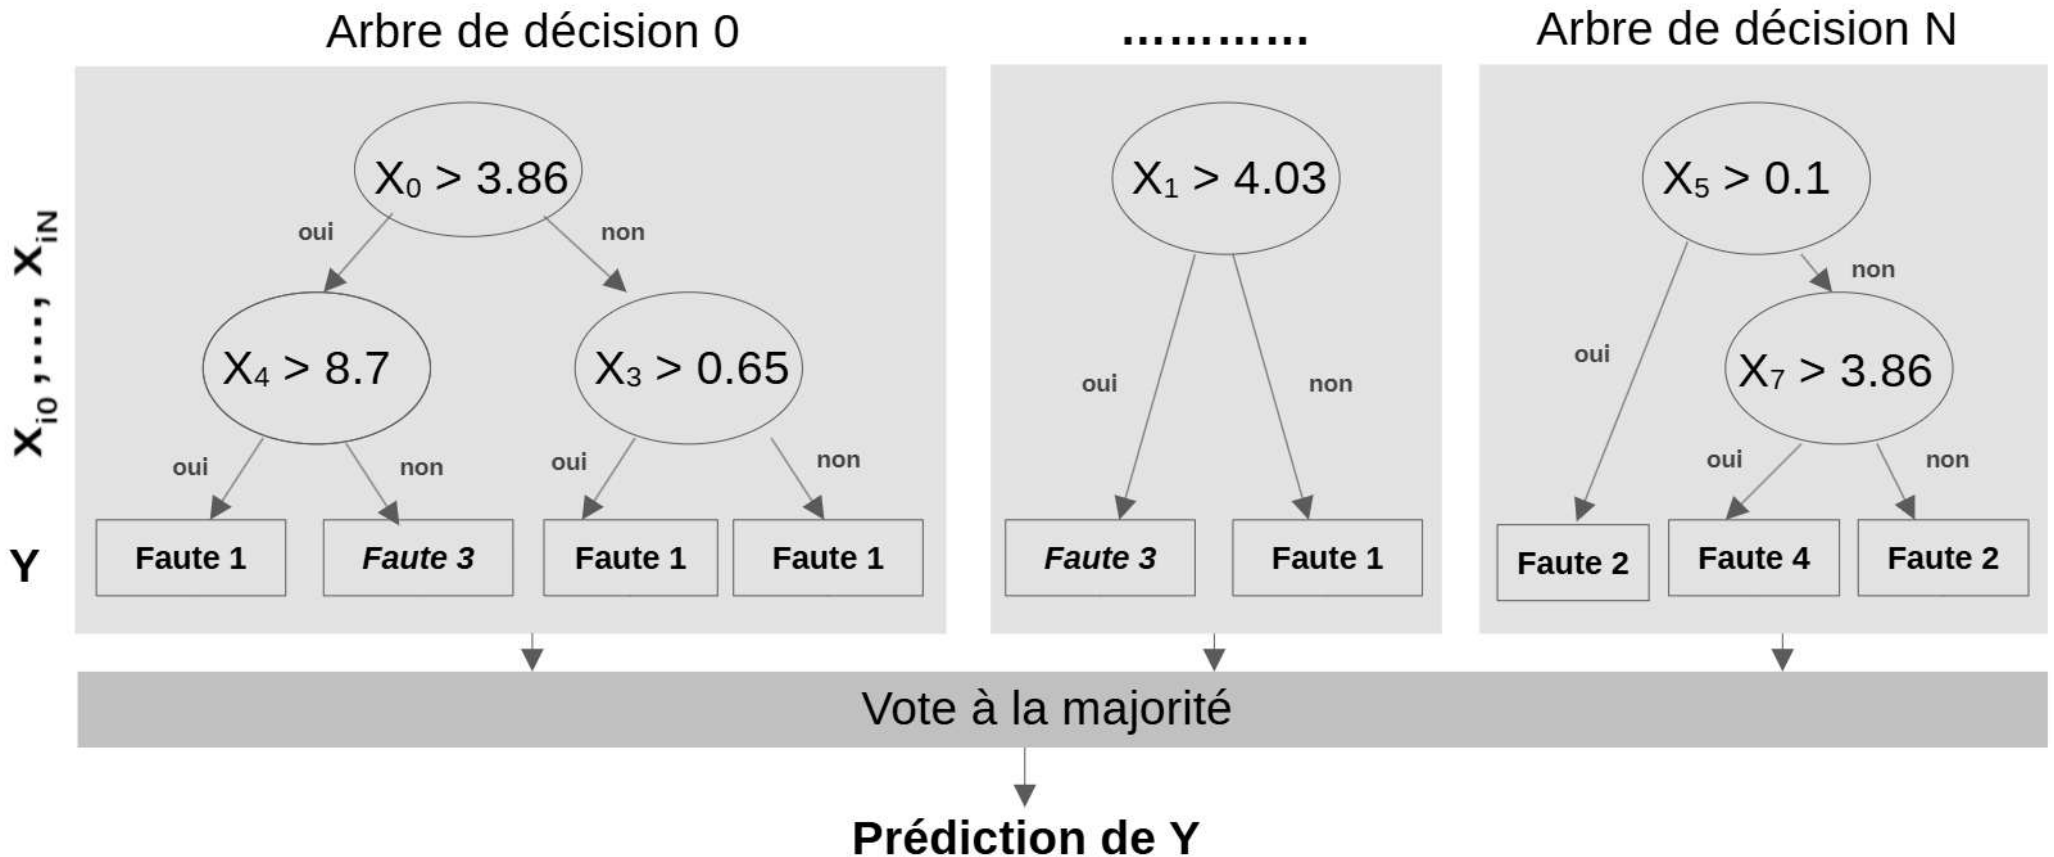 Arbre de décision 0
…………
Arbre de décision N
X0 > 3.86
X1 > 4.03
X5 > 0.1
oui
non
non
X4 > 8.7
X3 > 0.65
X7 > 3.86
oui
oui
non
oui
non
oui
non
oui
non
Xi0 ,...., XiN
Y
Faute 1
Faute 3
Faute 1
Faute 1
Faute 3
Faute 1
Faute 2
Faute 4
Faute 2
Vote à la majorité
Prédiction de Y